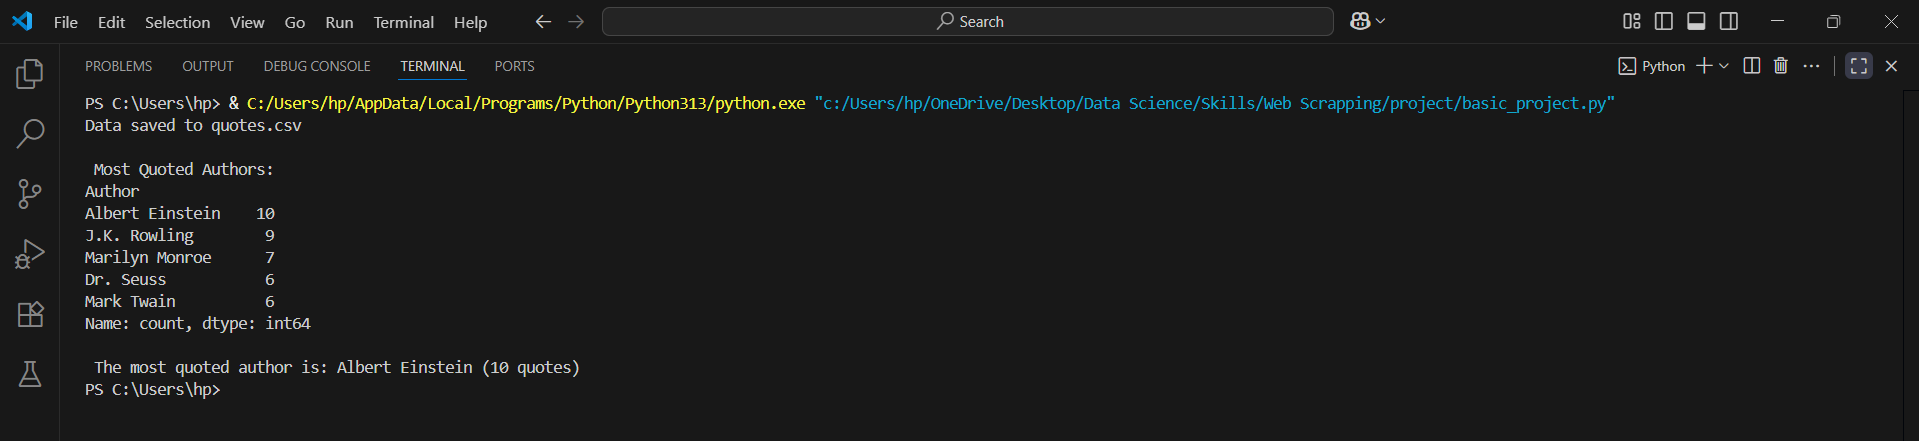 File Edit Selection View Go Run Terminal Help Search
PROBLEMS OUTPUT DEBUG CONSOLE TERMINAL PORTS Python
PS C:\Users\hp> & C:/Users/hp/AppData/Local/Programs/Python/Python313/python.exe "c:/Users/hp/OneDrive/Desktop/Data Science/Skills/Web Scrapping/project/basic_project.py"
Data saved to quotes.csv
Most Quoted Authors:
Author
Albert Einstein 10
J.K. Rowling 9
Marilyn Monroe 7
Dr. Seuss 6
Mark Twain 6
Name: count, dtype: int64
The most quoted author is: Albert Einstein (10 quotes)
PS C:\Users\hp>